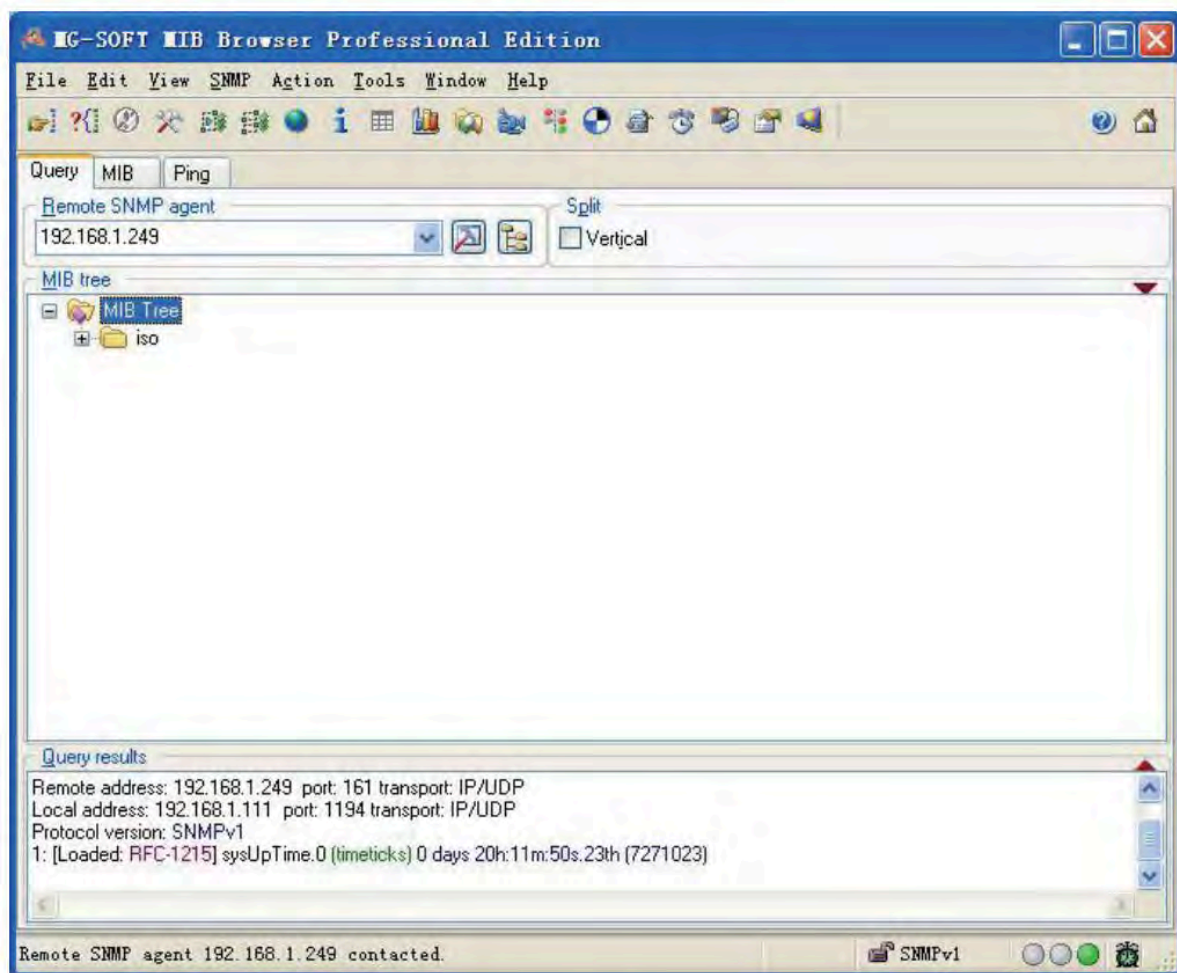 MG-SOFT MIB Browser Professional Edition
File Edit View SNMP Action Tools Window Help
Query MIB Ping
Remote SNMP agent
Split
192.168.1.249
Vertical
MIB tree
MIB Tree
iso
Query results
Remote address: 192.168.1.249 port: 161 transport: IP/UDP
Local address: 192.168.1.111 port: 1194 transport: IP/UDP
Protocol version: SNMPv1
1: [Loaded: RFC-1215] sysUpTime.0 (timeticks) 0 days 20h:11m:50s.23th (7271023)
Remote SNMP agent 192.168.1.249 contacted.
SNMPv1